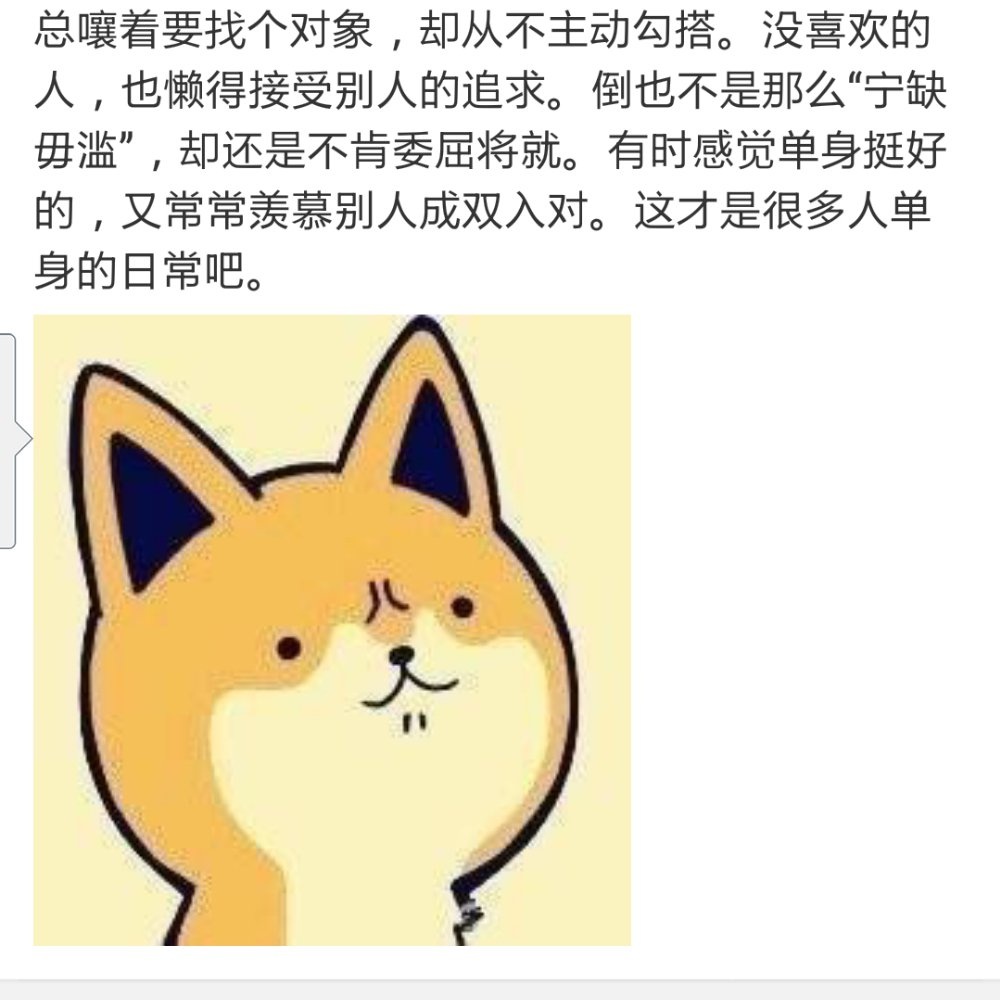 总嚷着要找个对象，却从不主动勾搭。没喜欢的
人，也懒得接受别人的追求。倒也不是那么“宁缺
毋滥”，却还是不肯委屈将就。有时感觉单身挺好
的，又常常羡慕别人成双入对。这才是很多人单
身的日常吧。